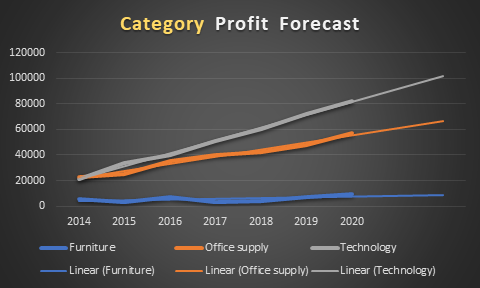 Category Profit Forecast
120000
100000
80000
60000
40000
20000
0
2014 2015 2016 2017 2018 2019 2020
Furniture Office supply Technology
Linear (Furniture) Linear (Office supply) Linear (Technology)